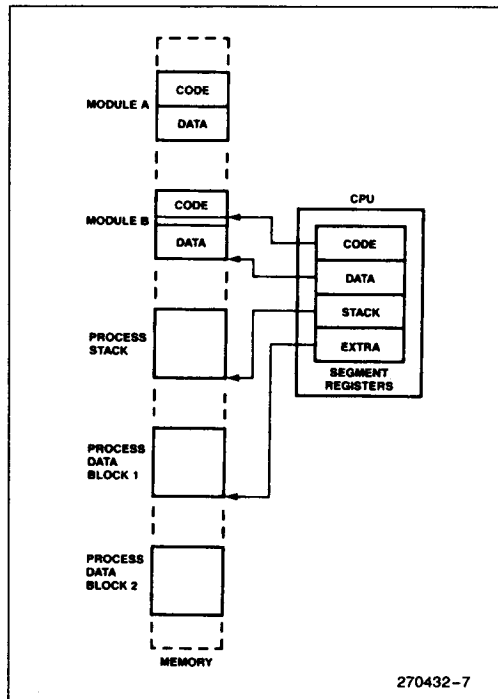 MODULE A
CODE
DATA
MODULE B
CODE
DATA
CPU
CODE
DATA
STACK
EXTRA
SEGMENT
REGISTERS
PROCESS
STACK
PROCESS
DATA
BLOCK 1
PROCESS
DATA
BLOCK 2
MEMORY
270432-7